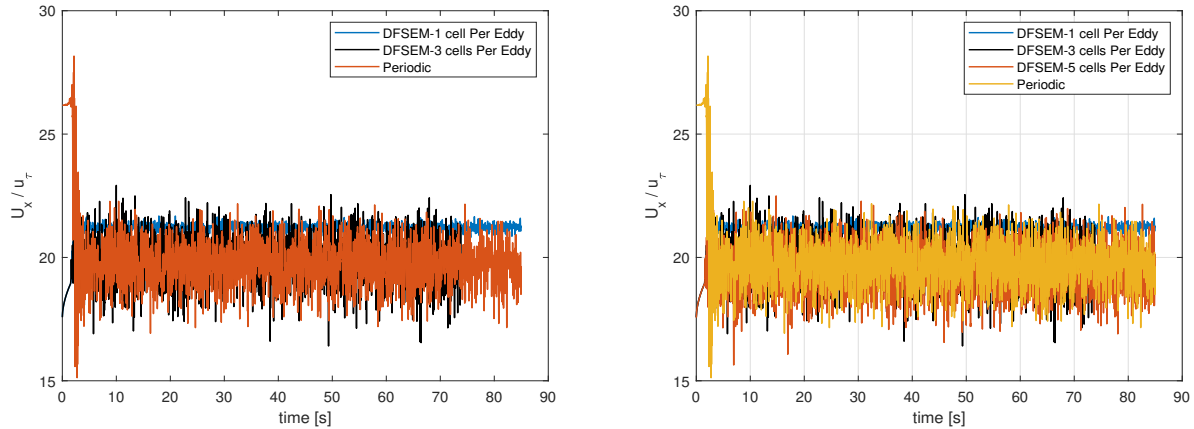 30
25
20
15
U_x / u_τ
0 10 20 30 40 50 60 70 80 90
time [s]
DFSEM-1 cell Per Eddy
DFSEM-3 cells Per Eddy
Periodic
30
25
20
15
U_x / u_τ
0 10 20 30 40 50 60 70 80 90
time [s]
DFSEM-1 cell Per Eddy
DFSEM-3 cells Per Eddy
DFSEM-5 cells Per Eddy
Periodic